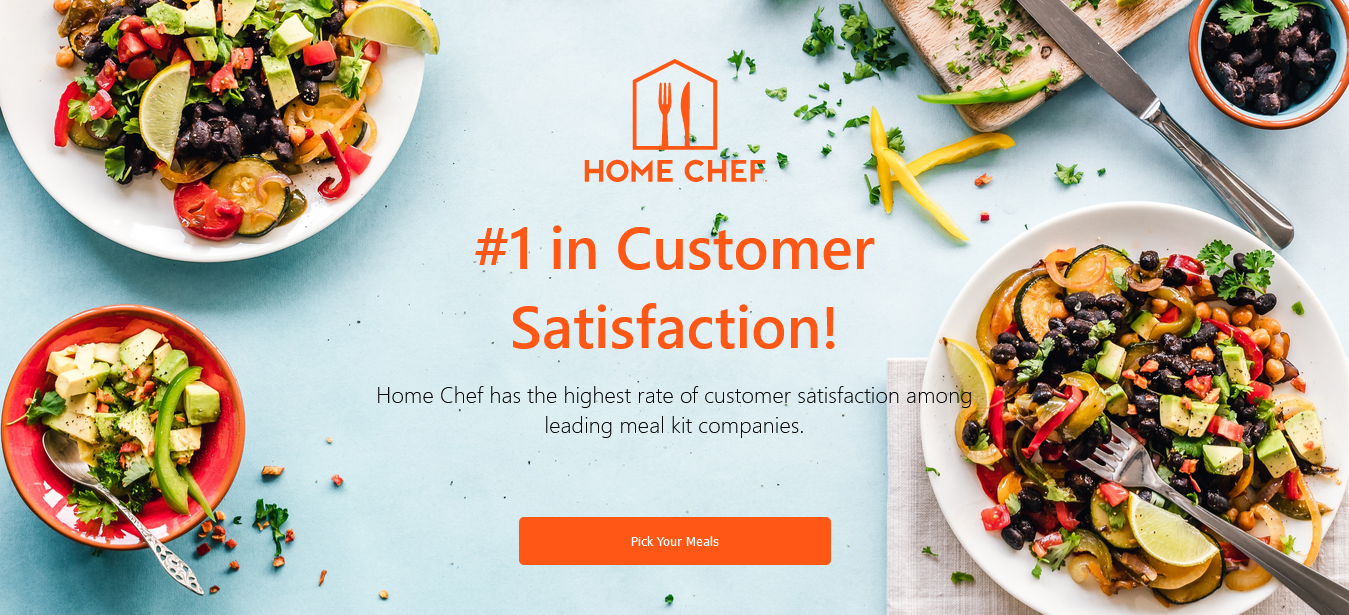 HOME CHEF
#1 in Customer
Satisfaction!
Home Chef has the highest rate of customer satisfaction among
leading meal kit companies.
Pick Your Meals